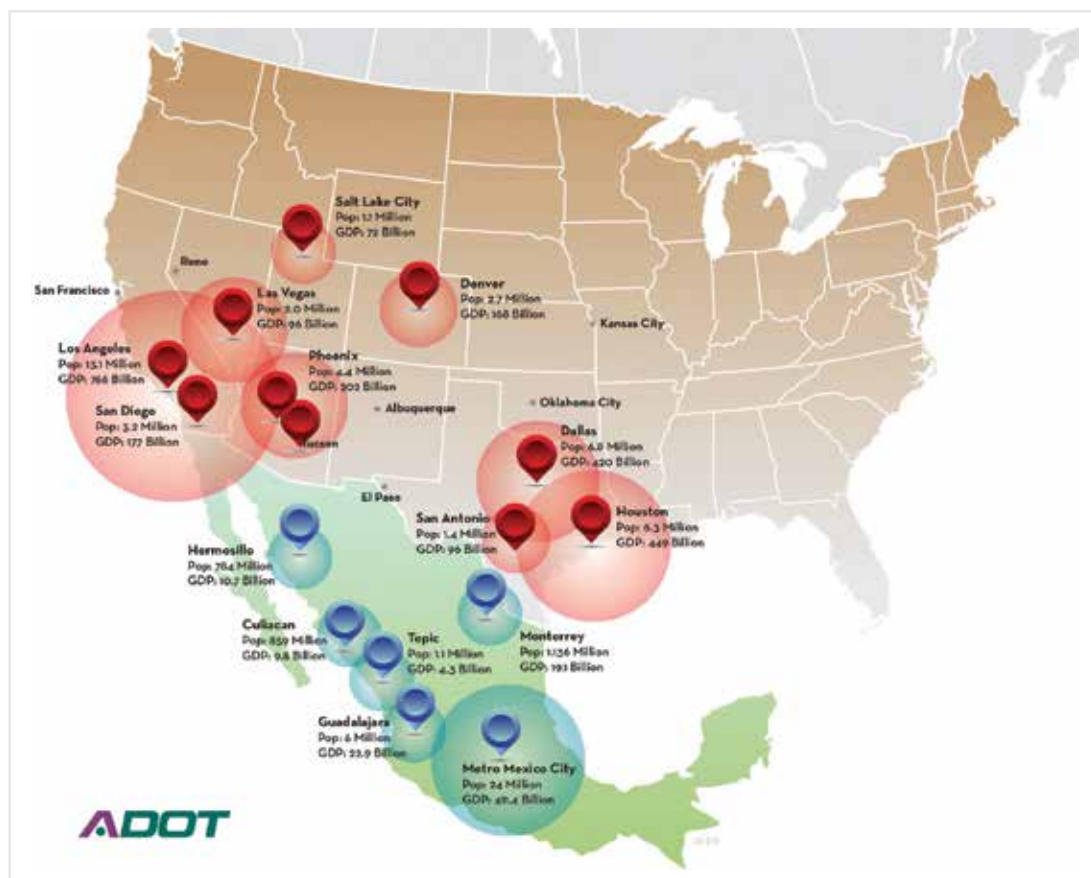 Salt Lake City
Pop: 1.1 Million
GDP: 72 Billion
Reno
San Francisco
Denver
Pop: 2.7 Million
GDP: 168 Billion
Las Vegas
Pop: 2.0 Million
GDP: 96 Billion
Kansas City
Los Angeles
Pop: 13.1 Million
GDP: 766 Billion
Phoenix
Pop: 4.4 Million
GDP: 202 Billion
San Diego
Pop: 3.2 Million
GDP: 177 Billion
Tucson
Albuquerque
Oklahoma City
Dallas
Pop: 6.8 Million
GDP: 420 Billion
El Paso
San Antonio
Pop: 1.4 Million
GDP: 96 Billion
Houston
Pop: 6.3 Million
GDP: 449 Billion
Hermosillo
Pop: 784 Million
GDP: 10.7 Billion
Culiacan
Pop: 859 Million
GDP: 9.8 Billion
Tepic
Pop: 1.1 Million
GDP: 4.3 Billion
Monterrey
Pop: 1.136 Million
GDP: Billion
Guadalajara
Pop: 6 Million
GDP: 22.9 Billion
Metro Mexico City
Pop: 24 Million
GDP: Billion
ADOT